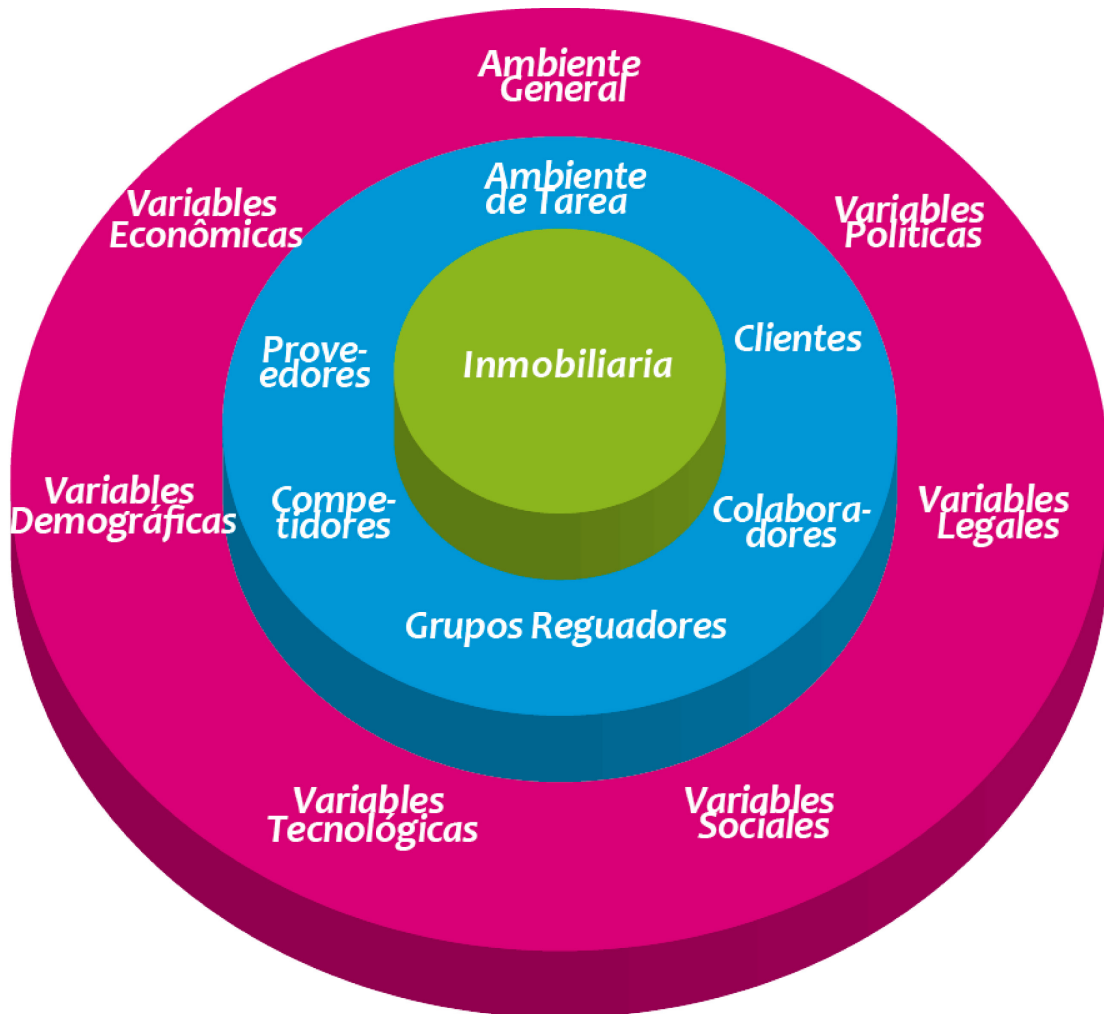 Ambiente
General
Ambiente
de Tarea
Variables
Econômicas
Variables
Políticas
Prove-
edores
Inmobiliaria
Clientes
Variables
Demográficas
Compe-
tidores
Colabora-
dores
Variables
Legales
Grupos Reguadores
Variables
Tecnológicas
Variables
Sociales